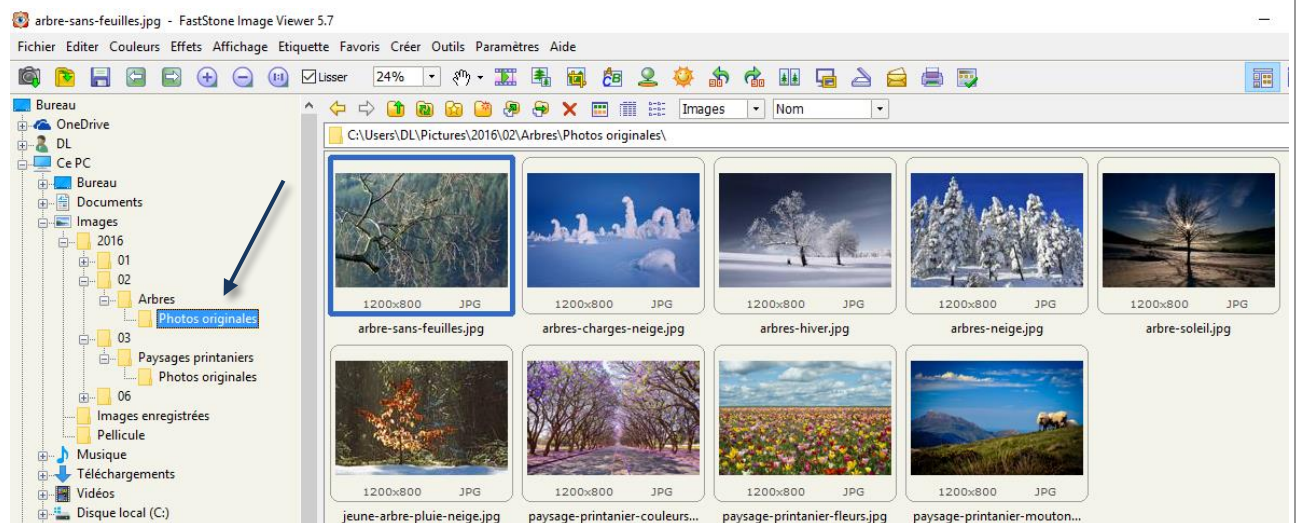 arbre-sans-feuilles.jpg - FastStone Image Viewer 5.7
Fichier Editer Couleurs Effets Affichage Etiquette Favoris Créer Outils Paramètres Aide
1:1 Lisser 24%
Images Nom
C:\Users\DL\Pictures\2016\02\Arbres\Photos originales\
Bureau
OneDrive
DL
Ce PC
Bureau
Documents
Images
2016
01
02
Arbres
Photos originales
03
Paysages printaniers
Photos originales
06
Images enregistrées
Pellicule
Musique
Téléchargements
Vidéos
Disque local (C:)
1200x800 JPG 1200x800 JPG 1200x800 JPG 1200x800 JPG 1200x800 JPG
arbre-sans-feuilles.jpg arbres-charges-neige.jpg arbres-hiver.jpg arbres-neige.jpg arbre-soleil.jpg
1200x800 JPG 1200x800 JPG 1200x800 JPG 1200x800 JPG
jeune-arbre-pluie-neige.jpg paysage-printanier-couleurs... paysage-printanier-fleurs.jpg paysage-printanier-mouton...